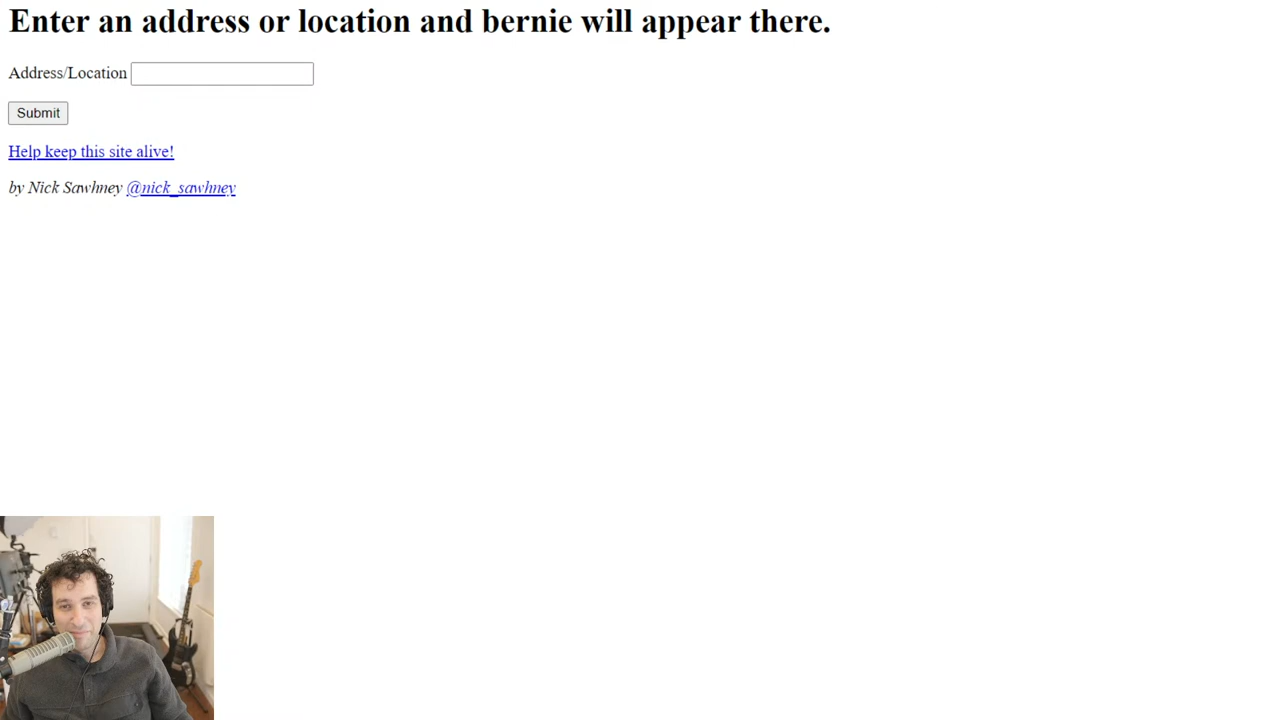 Enter an address or location and bernie will appear there.
Address/Location
Submit
Help keep this site alive!
by Nick Sawhney @nick_sawhney